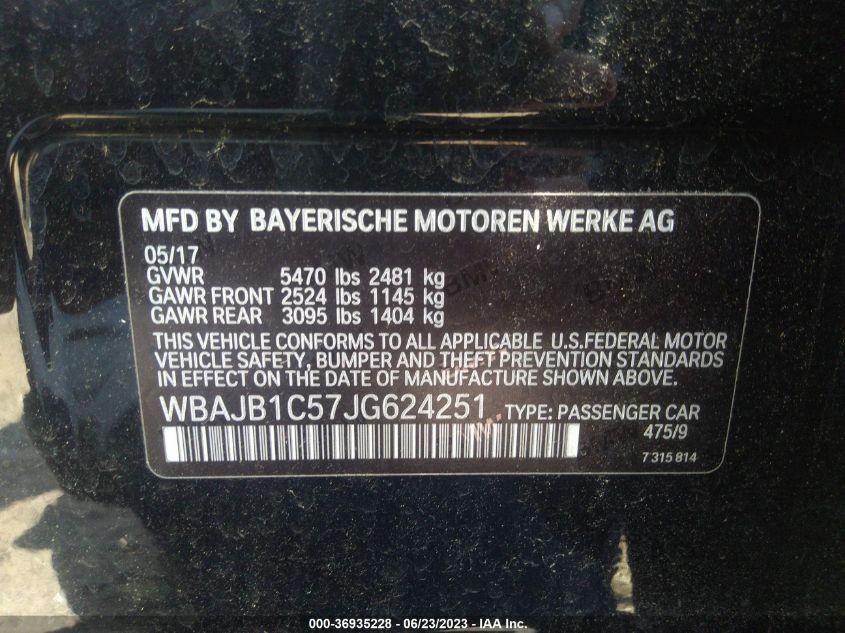 MFD BY BAYERISCHE MOTOREN WERKE AG
05/17
GVWR 5470 lbs 2481 kg
GAWR FRONT 2524 lbs 1145 kg
GAWR REAR 3095 lbs 1404 kg
THIS VEHICLE CONFORMS TO ALL APPLICABLE U.S.FEDERAL MOTOR
VEHICLE SAFETY, BUMPER AND THEFT PREVENTION STANDARDS
IN EFFECT ON THE DATE OF MANUFACTURE SHOWN ABOVE.
WBAJB1C57JG624251 TYPE: PASSENGER CAR
475/9
7 315 814
000-36935228 - 06/23/2023 - IAA Inc.